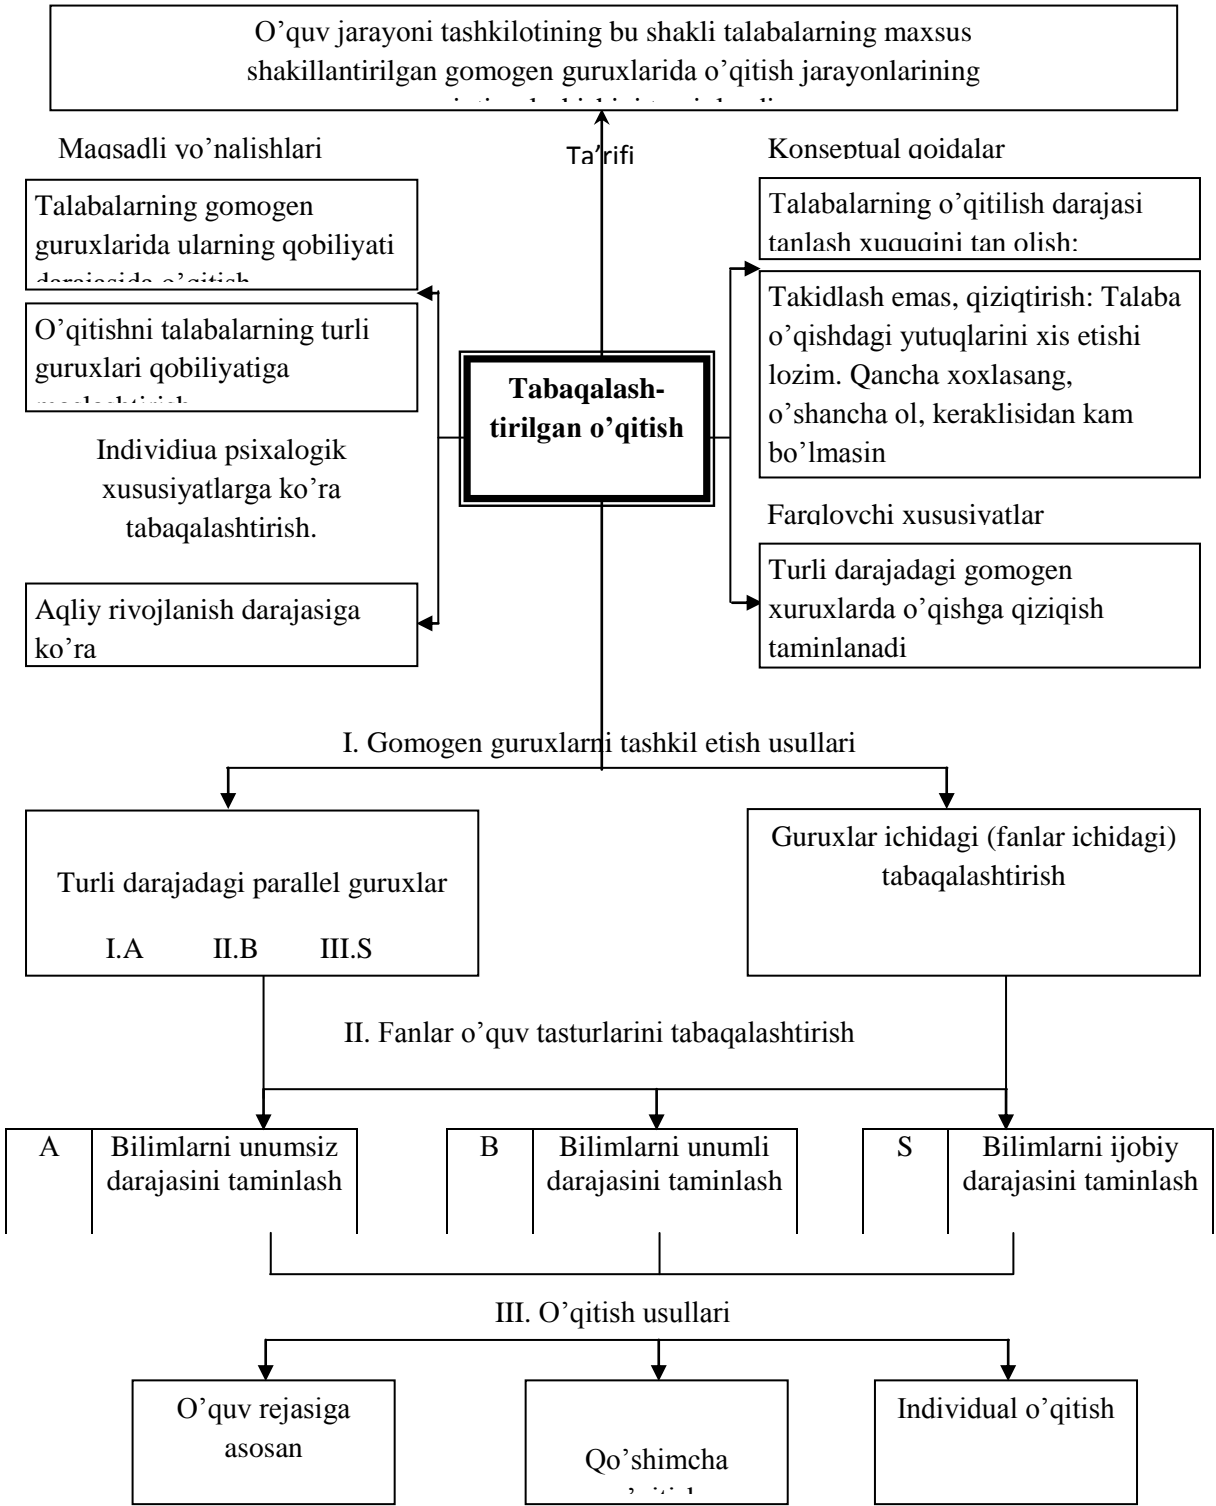 O’quv jarayoni tashkilotining bu shakli talabalarning maxsus
shakillantirilgan gomogen guruxlarida o’qitish jarayonlarining
Maqsadli yo’nalishlari
Ta’rifi
Konseptual qoidalar
Talabalarning gomogen
guruxlarida ularning qobiliyati
darajasida o’qitish
O’qitishni talabalarning turli
guruxlari qobiliyatiga
Individiua psixalogik
xususiyatlarga ko’ra
tabaqalashtirish.
Aqliy rivojlanish darajasiga
ko’ra
Tabaqalash-
tirilgan o’qitish
Talabalarning o’qitilish darajasi
tanlash xuquqini tan olish:
Takidlash emas, qiziqtirish: Talaba
o’qishdagi yutuqlarini xis etishi
lozim. Qancha xoxlasang,
o’shancha ol, keraklisidan kam
bo’lmasin
Farqlovchi xususiyatlar
Turli darajadagi gomogen
xuruxlarda o’qishga qiziqish
taminlanadi
I. Gomogen guruxlarni tashkil etish usullari
Turli darajadagi parallel guruxlar
I.A II.B III.S
Guruxlar ichidagi (fanlar ichidagi)
tabaqalashtirish
II. Fanlar o’quv tasturlarini tabaqalashtirish
A Bilimlarni unumsiz
darajasini taminlash
B Bilimlarni unumli
darajasini taminlash
S Bilimlarni ijobiy
darajasini taminlash
III. O’qitish usullari
O’quv rejasiga
asosan
Qo’shimcha
Individual o’qitish